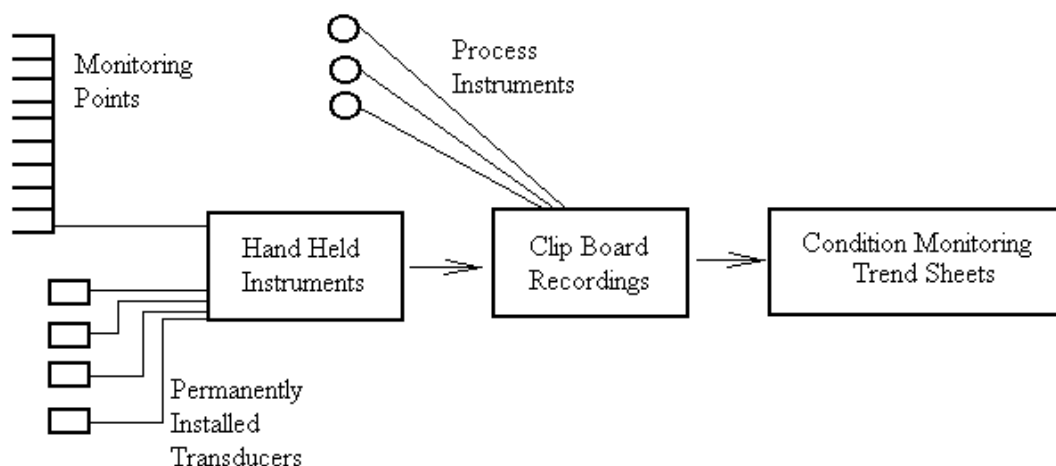 Monitoring
Points
Process
Instruments
Hand Held
Instruments
Clip Board
Recordings
Condition Monitoring
Trend Sheets
Permanently
Installed
Transducers